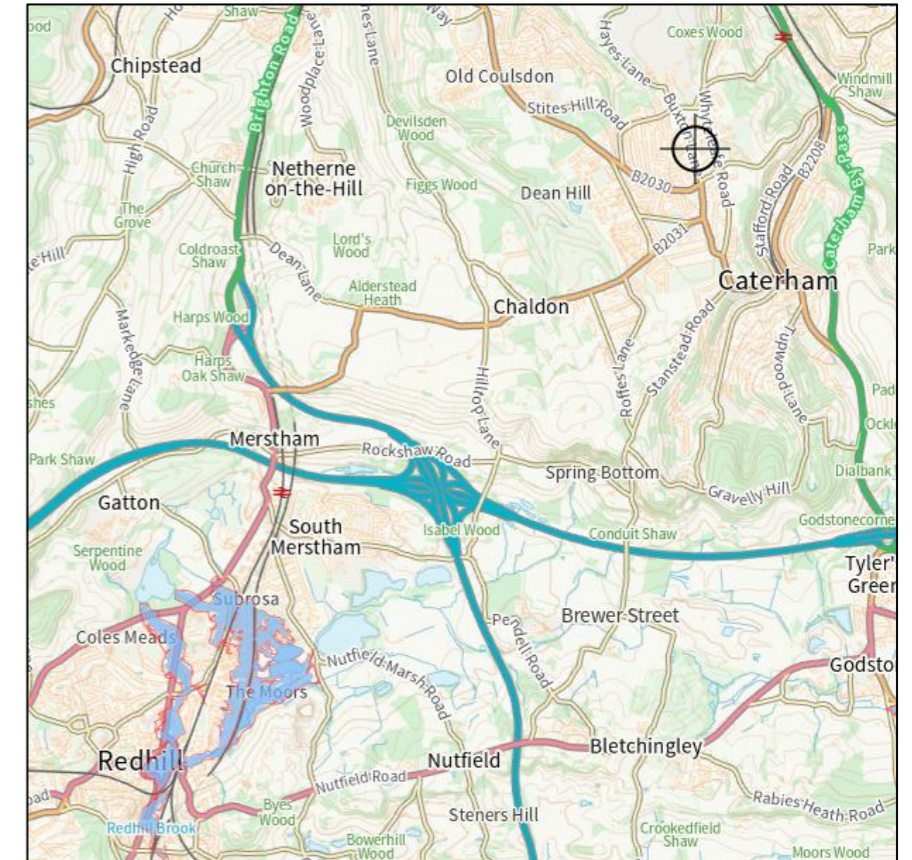 Shaw
Way
Coxes Wood
Chipstead
Brighton Road
Woodplace Lane
Old Coulsdon
Hayes Lane
Windmill
Shaw
Stites Hill Road
Buxton Lane
Whyteleafe Road
High Road
Devilsden
Wood
Church
Shaw
Netherne
on-the-Hill
Figgs Wood
Dean Hill
B2030
B2208
Caterham By-Pass
Stafford Road
The
Grove
Lord's
Wood
B2031
Coldroast
Shaw
Dean Lane
Park
Alderstead
Heath
Chaldon
Caterham
Harps Wood
Markedge Lane
Harps
Oak Shaw
Hilltop Lane
Roffes Lane
Stanstead Road
Tupwood Lane
Merstham
Rockshaw Road
Park Shaw
Spring Bottom
Dialbank
Gatton
Gravelly Hill
South
Merstham
Isabel Wood
Conduit Shaw
Godstonecorne
Serpentine
Wood
Tyler'
Green
Subrosa
Coles Meads
Pendell Road
Brewer Street
Nutfield Marsh Road
Godsto
The Moors
Redhill
Nutfield
Bletchingley
Nutfield Road
Byes
Wood
Steners Hill
Rabies Heath Road
Redhill Brook
Bowerhill
Wood
Crookedfield
Shaw
Moors Wood